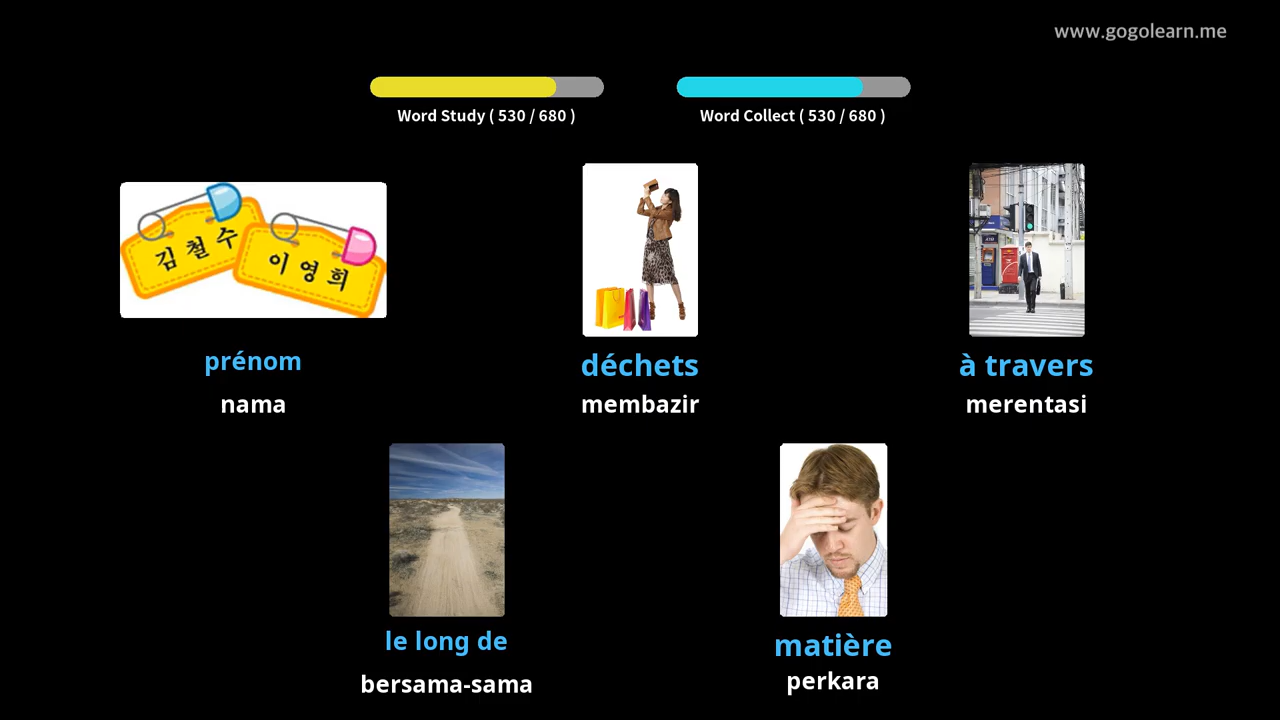 www.gogolearn.me
Word Study ( 530 / 680 )
Word Collect ( 530 / 680 )
김철수
이영희
prénom
nama
déchets
membazir
à travers
merentasi
le long de
bersama-sama
matière
perkara